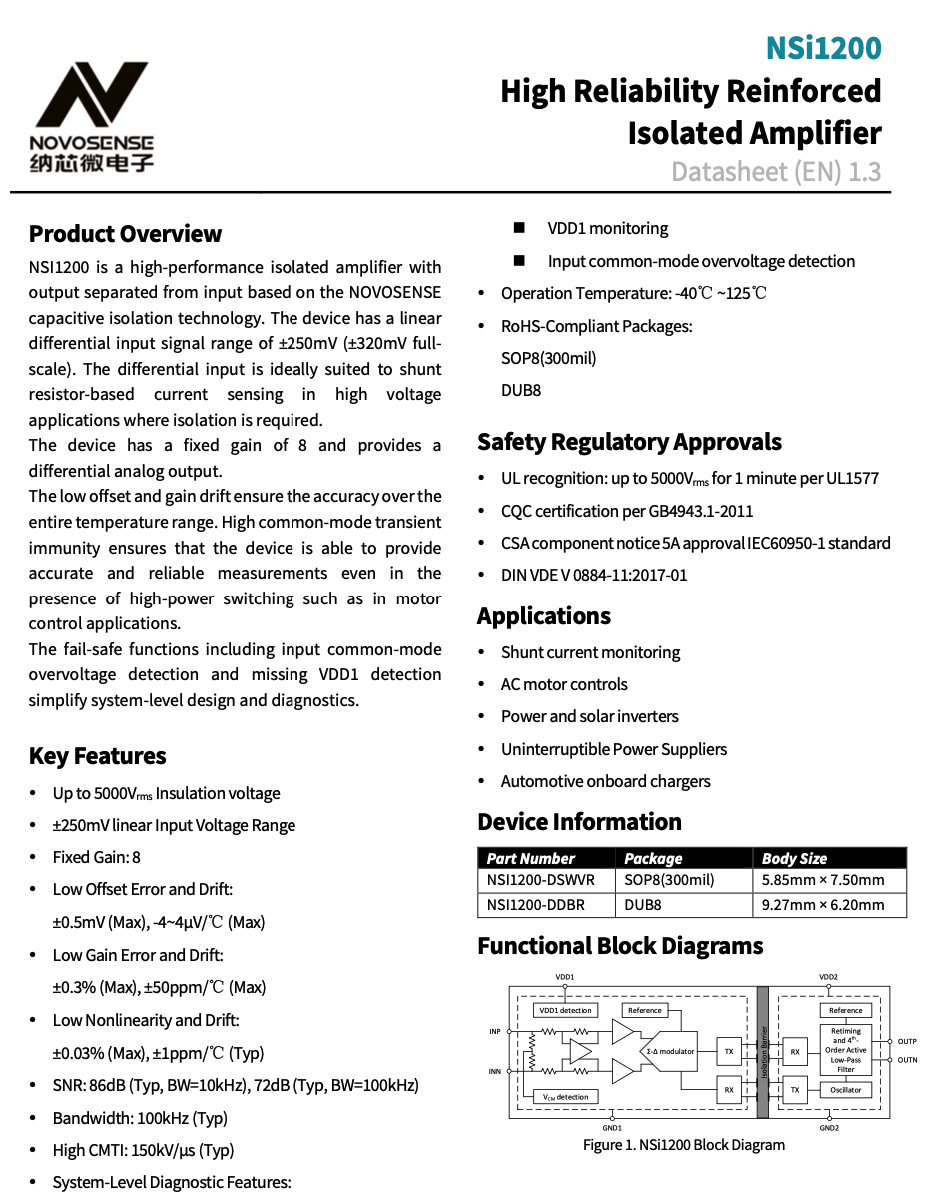 NSi1200
High Reliability Reinforced
Isolated Amplifier
Datasheet (EN) 1.3
NOVOSENSE
纳芯微电子
Product Overview
NSI1200 is a high-performance isolated amplifier with
output separated from input based on the NOVOSENSE
capacitive isolation technology. The device has a linear
differential input signal range of ±250mV (±320mV full-
scale). The differential input is ideally suited to shunt
resistor-based current sensing in high voltage
applications where isolation is required.
The device has a fixed gain of 8 and provides a
differential analog output.
The low offset and gain drift ensure the accuracy over the
entire temperature range. High common-mode transient
immunity ensures that the device is able to provide
accurate and reliable measurements even in the
presence of high-power switching such as in motor
control applications.
The fail-safe functions including input common-mode
overvoltage detection and missing VDD1 detection
simplify system-level design and diagnostics.
Key Features
• Up to 5000Vrms Insulation voltage
• ±250mV linear Input Voltage Range
• Fixed Gain: 8
• Low Offset Error and Drift:
±0.5mV (Max), -4~4μV/℃ (Max)
• Low Gain Error and Drift:
±0.3% (Max), ±50ppm/℃ (Max)
• Low Nonlinearity and Drift:
±0.03% (Max), ±1ppm/℃ (Typ)
• SNR: 86dB (Typ, BW=10kHz), 72dB (Typ, BW=100kHz)
• Bandwidth: 100kHz (Typ)
• High CMTI: 150kV/μs (Typ)
• System-Level Diagnostic Features:
■ VDD1 monitoring
■ Input common-mode overvoltage detection
• Operation Temperature: -40℃ ~125℃
• RoHS-Compliant Packages:
SOP8(300mil)
DUB8
Safety Regulatory Approvals
• UL recognition: up to 5000Vrms for 1 minute per UL1577
• CQC certification per GB4943.1-2011
• CSA component notice 5A approval IEC60950-1 standard
• DIN VDE V 0884-11:2017-01
Applications
• Shunt current monitoring
• AC motor controls
• Power and solar inverters
• Uninterruptible Power Suppliers
• Automotive onboard chargers
Device Information
Part Number Package Body Size
NSI1200-DSWVR SOP8(300mil) 5.85mm × 7.50mm
NSI1200-DDBR DUB8 9.27mm × 6.20mm
Functional Block Diagrams
VDD1 VDD2
VDD1 detection Reference Reference
INP
INN
Σ-Δ modulator
TX
RX
Isolation Barrier
RX
TX
Retiming
and 4th-
Order Active
Low-Pass
Filter
OUTP
OUTN
VCM detection
Oscillator
GND1 GND2
Figure 1. NSi1200 Block Diagram